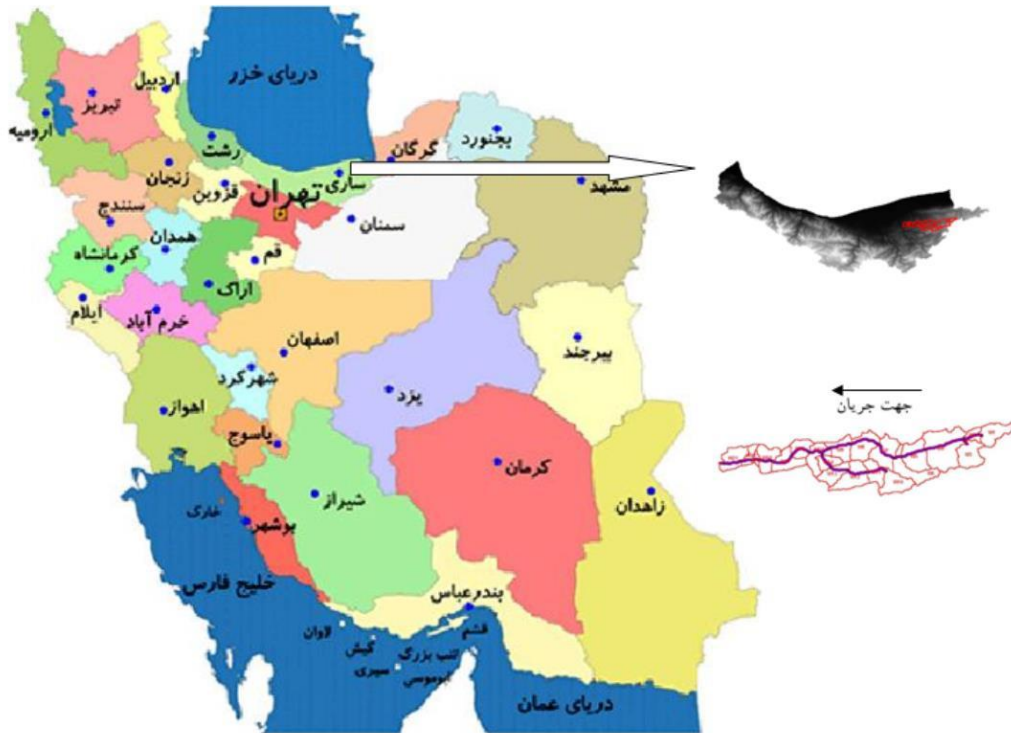 دریای خزر
اردبیل
تبریز
ارومیه
رشت
گرگان
بجنورد
مشهد
ساری
زنجان
قزوین
تهران
سمنان
سنندج
همدان
قم
کرمانشاه
اراک
ایلام
خرم آباد
اصفهان
بیرجند
شهرکرد
یزد
اهواز
یاسوج
کرمان
شیراز
زاهدان
خارک
بوشهر
خلیج فارس
بندرعباس
قشم
لاوان
کیش
تنب بزرگ
سیری
ابوموسی
دریای عمان
جهت جریان